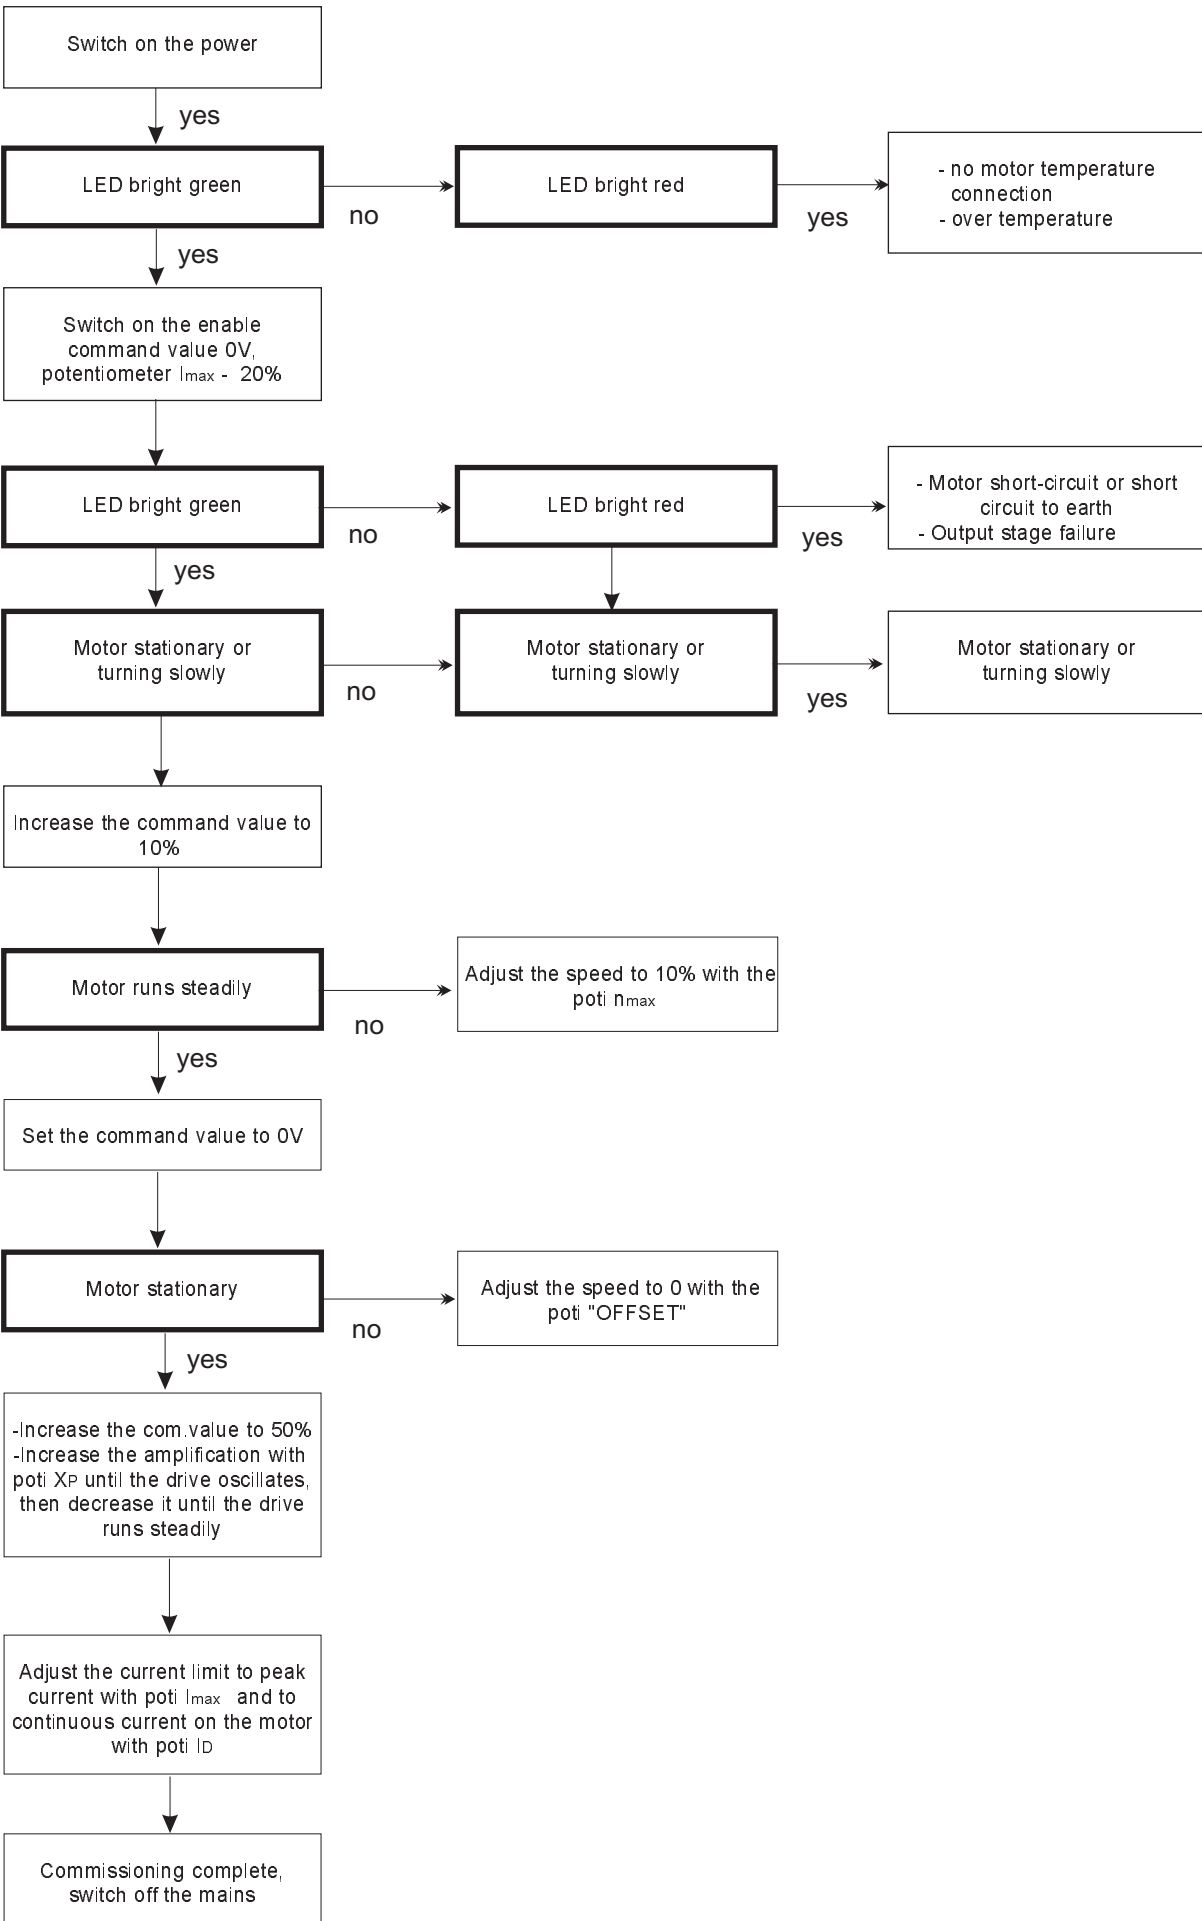 Switch on the power
yes
LED bright green
no
LED bright red
yes
- no motor temperature
connection
- over temperature
yes
Switch on the enable
command value 0V,
potentiometer Imax - 20%
LED bright green
no
LED bright red
yes
- Motor short-circuit or short
circuit to earth
- Output stage failure
yes
Motor stationary or
turning slowly
no
Motor stationary or
turning slowly
yes
Motor stationary or
turning slowly
Increase the command value to
10%
Motor runs steadily
no
Adjust the speed to 10% with the
poti nmax
yes
Set the command value to 0V
Motor stationary
no
Adjust the speed to 0 with the
poti "OFFSET"
yes
-Increase the com.value to 50%
-Increase the amplification with
poti XP until the drive oscillates,
then decrease it until the drive
runs steadily
Adjust the current limit to peak
current with poti Imax and to
continuous current on the motor
with poti ID
Commissioning complete,
switch off the mains